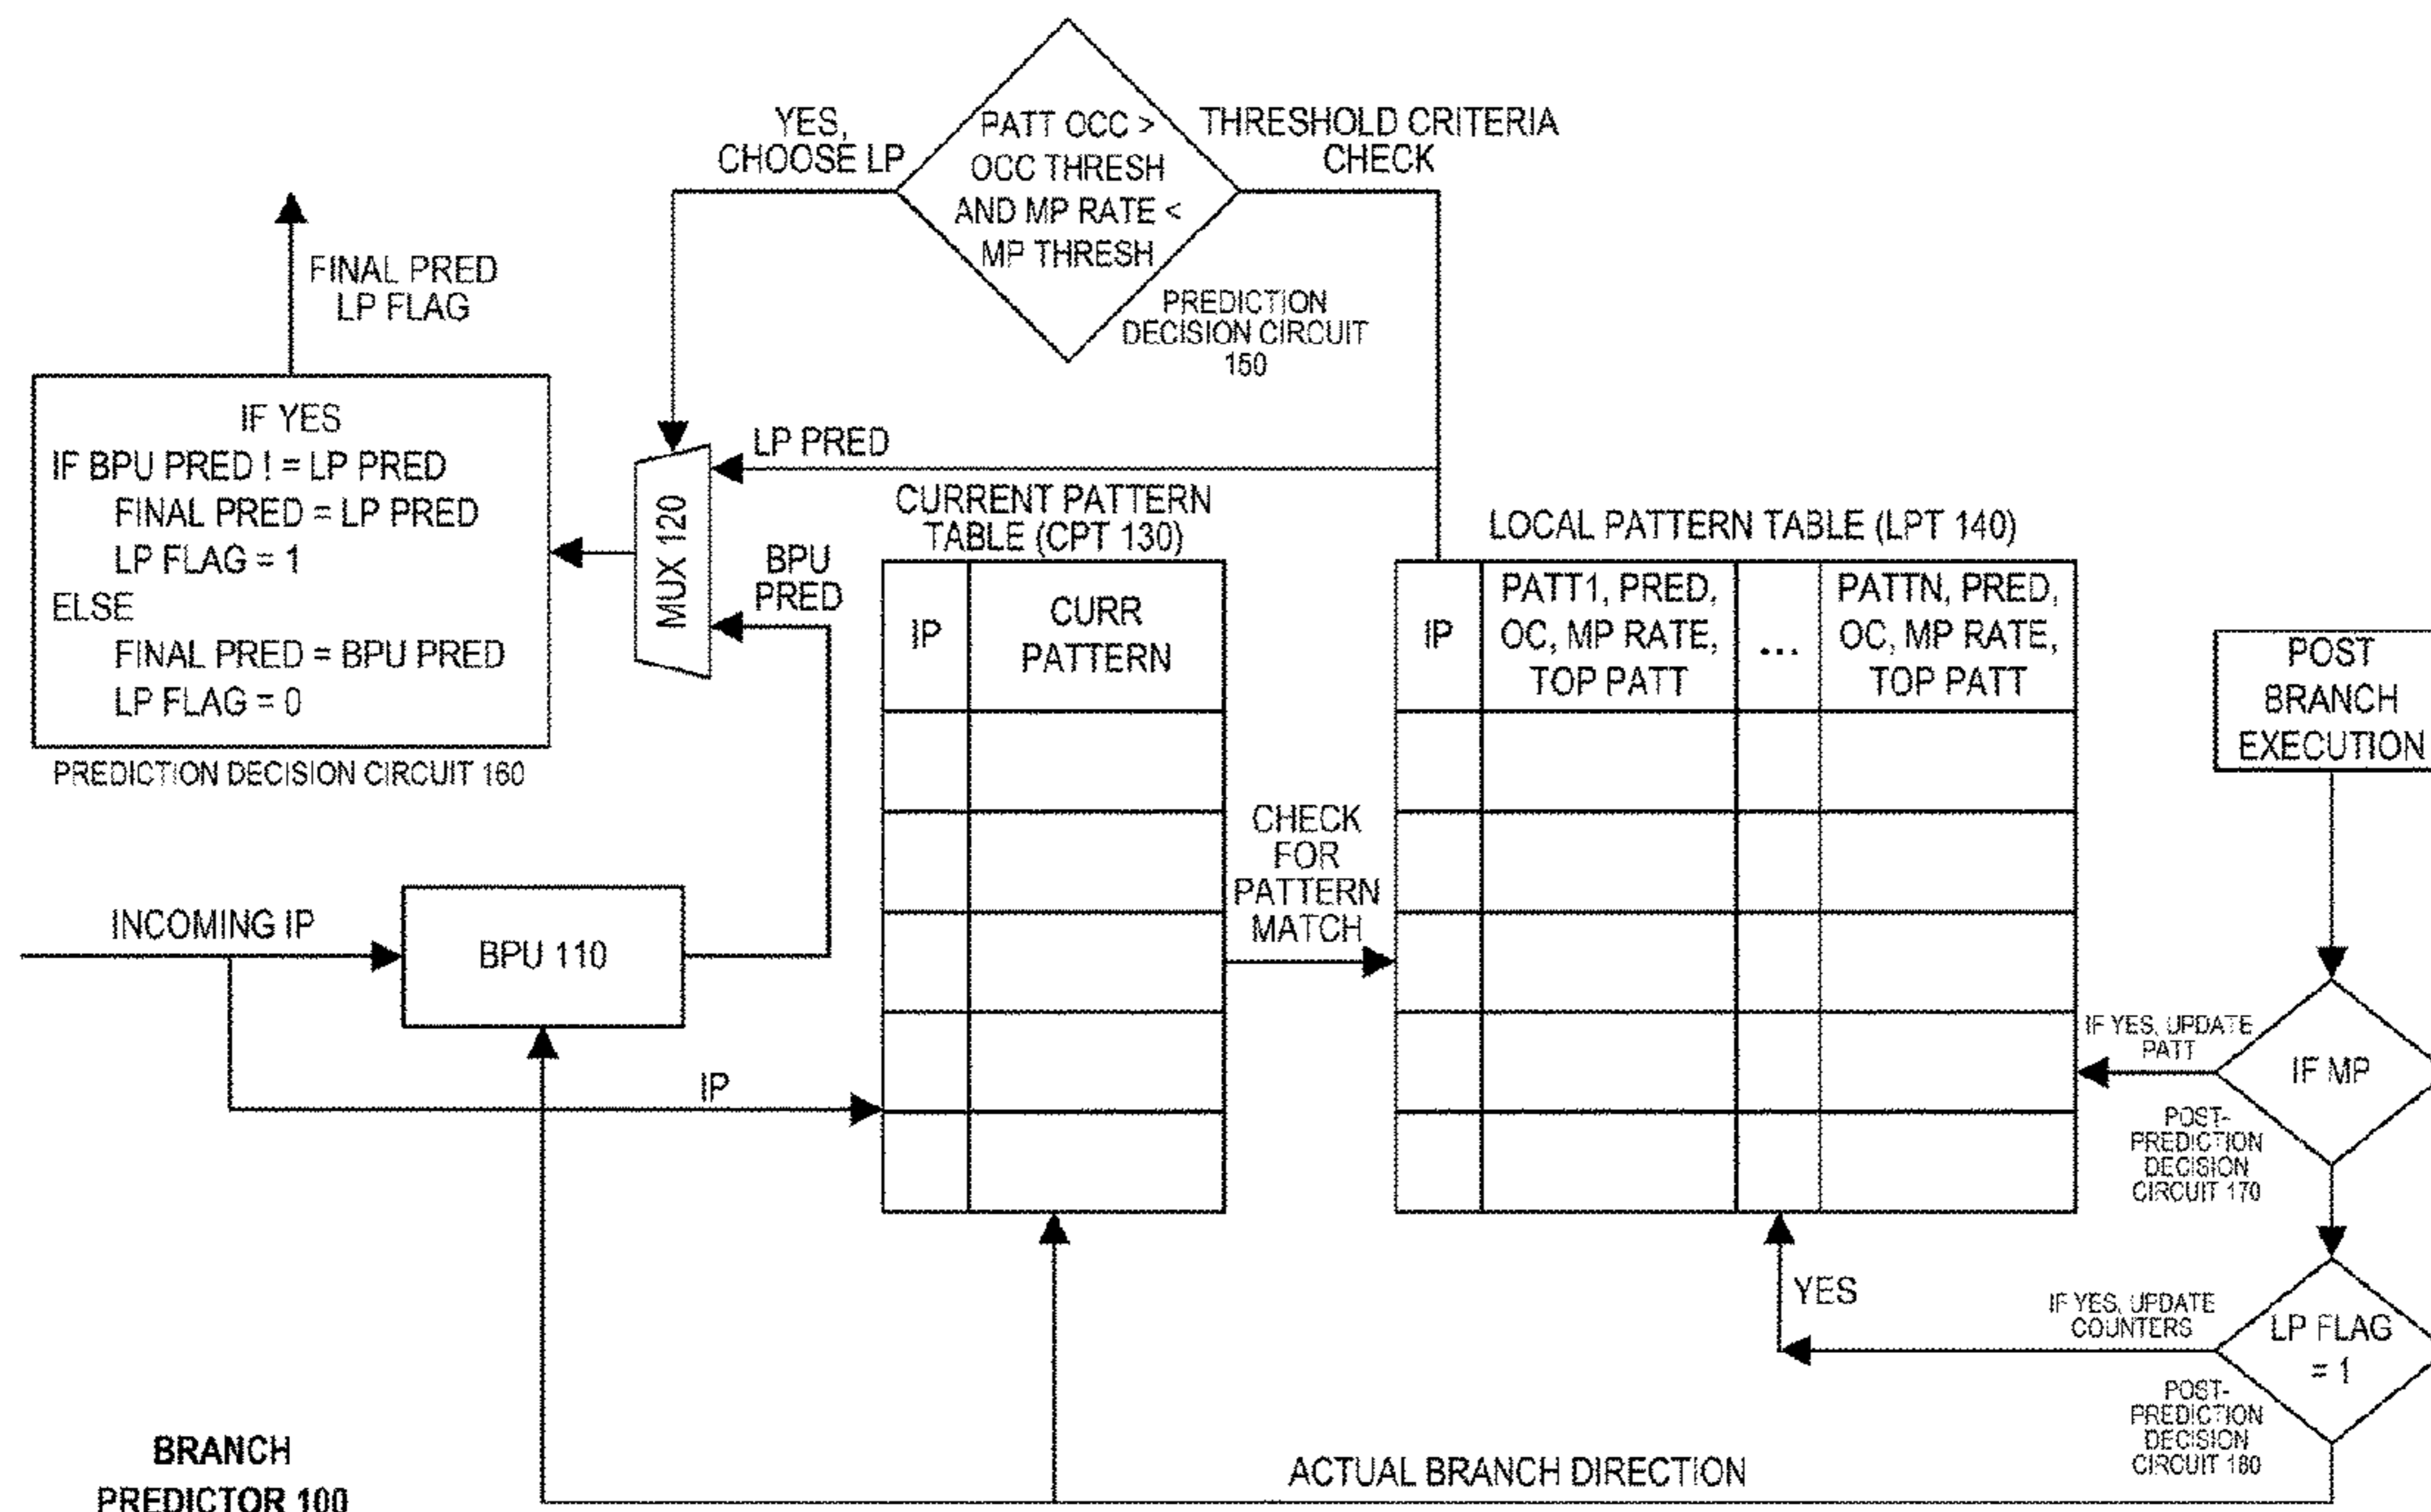 YES,
CHOOSE LP
PATT OCC >
OCC THRESH
AND MP RATE <
MP THRESH
THRESHOLD CRITERIA
CHECK
PREDICTION
DECISION CIRCUIT
150
FINAL PRED
LP FLAG
IF YES
IF BPU PRED ! = LP PRED
FINAL PRED = LP PRED
LP FLAG = 1
ELSE
FINAL PRED = BPU PRED
LP FLAG = 0
PREDICTION DECISION CIRCUIT 160
MUX 120
LP PRED
BPU
PRED
CURRENT PATTERN
TABLE (CPT 130)
IP
CURR
PATTERN
LOCAL PATTERN TABLE (LPT 140)
IP
PATT1, PRED,
OC, MP RATE,
TOP PATT
...
PATTN, PRED,
OC, MP RATE,
TOP PATT
POST
BRANCH
EXECUTION
CHECK
FOR
PATTERN
MATCH
INCOMING IP
BPU 110
IP
IF YES, UPDATE
PATT
IF MP
POST-
PREDICTION
DECISION
CIRCUIT 170
YES
IF YES, UPDATE
COUNTERS
LP FLAG
= 1
POST-
PREDICTION
DECISION
CIRCUIT 180
ACTUAL BRANCH DIRECTION
BRANCH
PREDICTOR 100